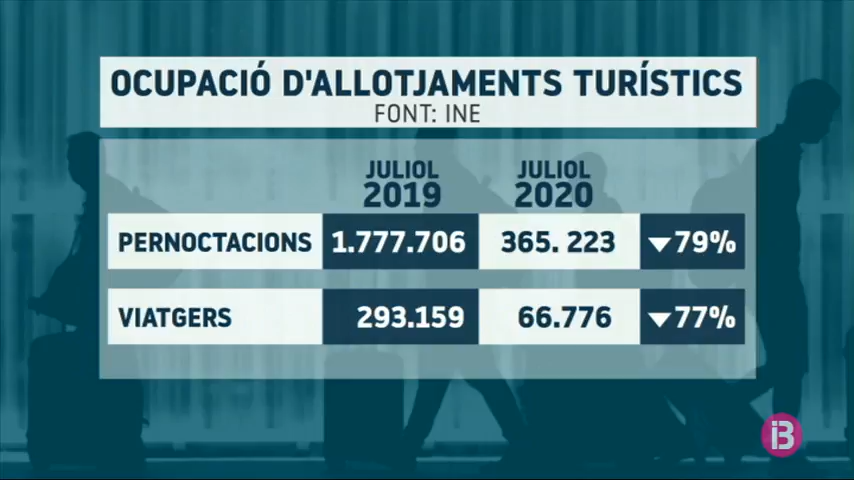 OCUPACIÓ D'ALLOTJAMENTS TURÍSTICS
FONT: INE
JULIOL JULIOL
2019 2020
PERNOCTACIONS 1.777.706 365. 223 ▼79%
VIATGERS 293.159 66.776 ▼77%
iB3